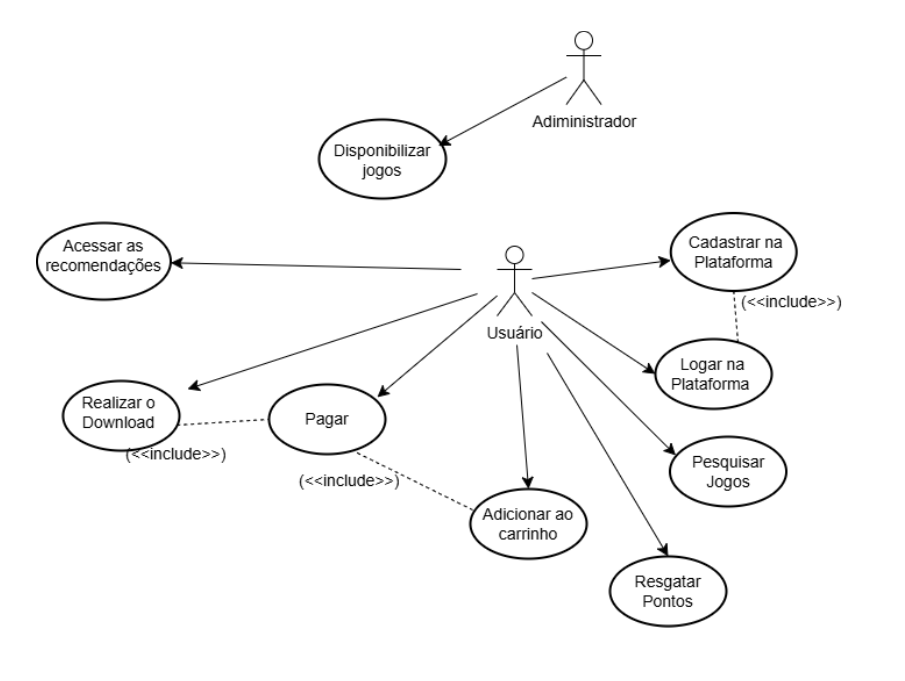 Adiministrador
Disponibilizar
jogos
Acessar as
recomendações
Cadastrar na
Plataforma
(<<include>>)
Usuário
Logar na
Plataforma
Realizar o
Download
Pagar
(<<include>>)
(<<include>>)
Pesquisar
Jogos
Adicionar ao
carrinho
Resgatar
Pontos